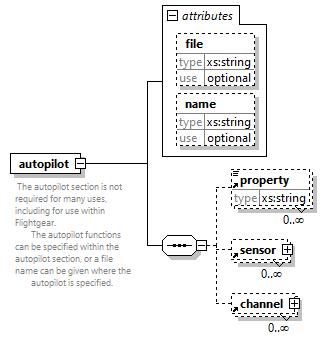 attributes
file
type xs:string
use optional
name
type xs:string
use optional
autopilot
The autopilot section is not
required for many uses,
including for use within
Flightgear.
The autopilot functions
can be specified within the
autopilot section, or a file
name can be given where the
autopilot is specified.
property
type xs:string
0..∞
sensor
0..∞
channel
0..∞